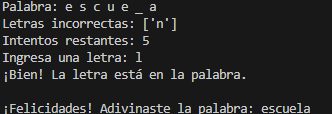 Palabra: e s c u e _ a
Letras incorrectas: ['n']
Intentos restantes: 5
Ingresa una letra: l
¡Bien! La letra está en la palabra.
¡Felicidades! Adivinaste la palabra: escuela